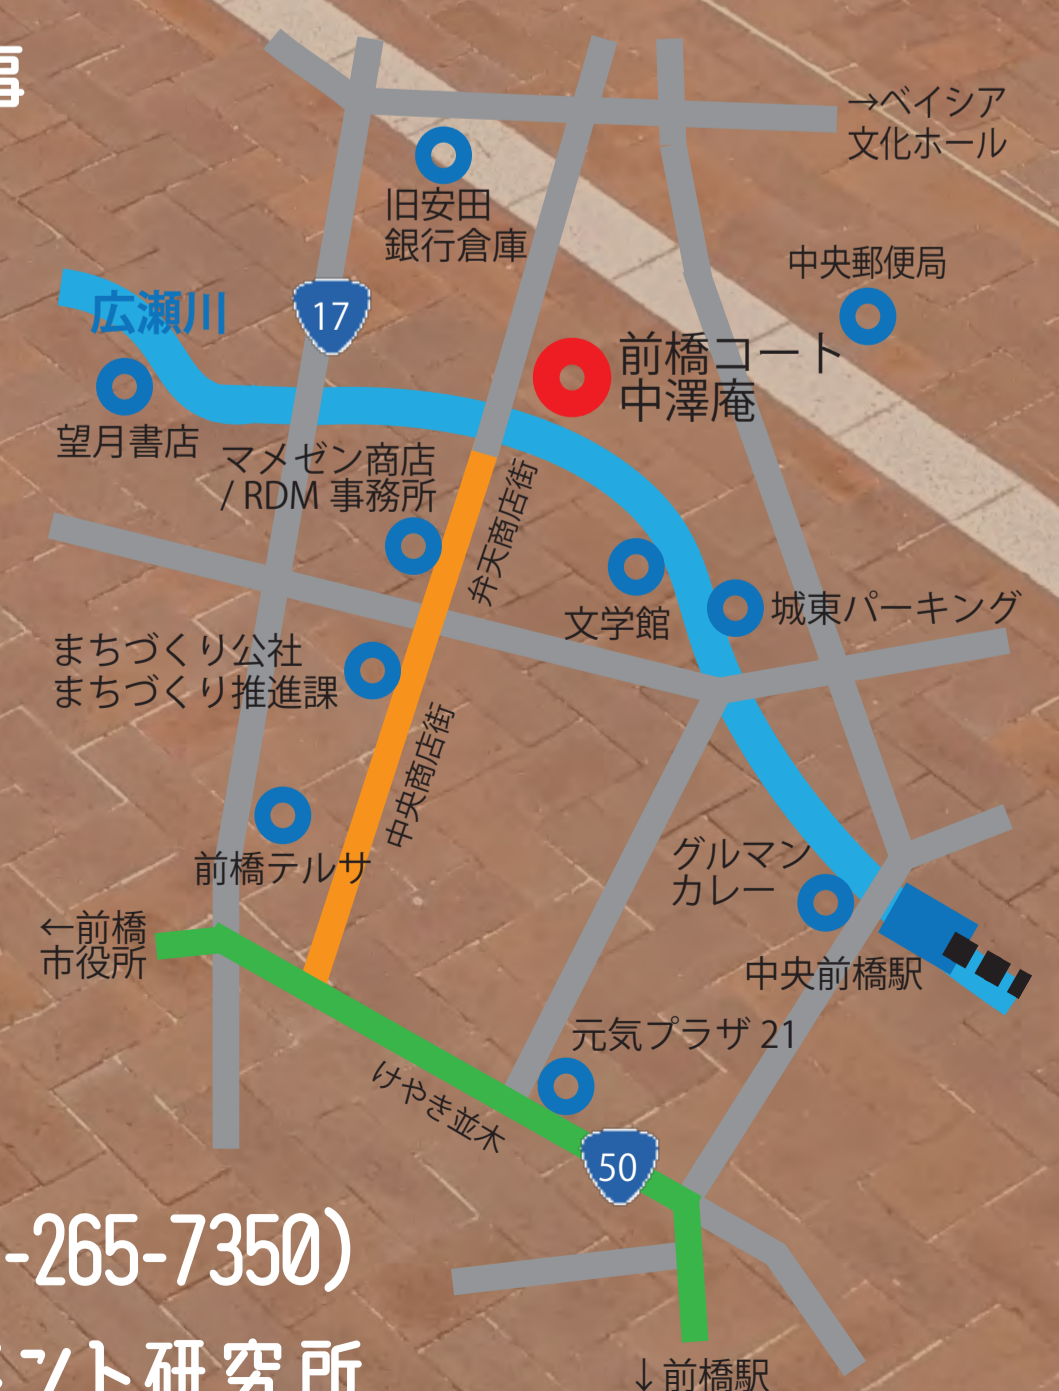 →ベイシア
文化ホール
旧安田
銀行倉庫
中央郵便局
広瀬川
17
前橋コート
中澤庵
望月書店
マメゼン商店
/ RDM 事務所
弁天商店街
文学館
城東パーキング
まちづくり公社
まちづくり推進課
中央商店街
前橋テルサ
グルマン
カレー
←前橋
市役所
中央前橋駅
元気プラザ 21
けやき並木
50
-265-7350)
ント研究所
↓前橋駅